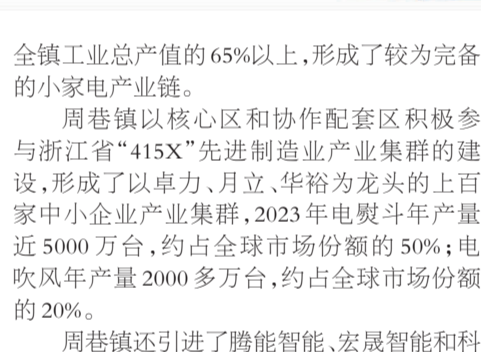 全镇工业总产值的65%以上,形成了较为完备
的小家电产业链。
周巷镇以核心区和协作配套区积极参
与浙江省“415X”先进制造业产业集群的建
设,形成了以卓力、月立、华裕为龙头的上百
家中小企业产业集群,2023年电熨斗年产量
近5000万台,约占全球市场份额的50%;电
吹风年产量2000多万台,约占全球市场份额
的20%。
周巷镇还引进了腾能智能、宏晟智能和科